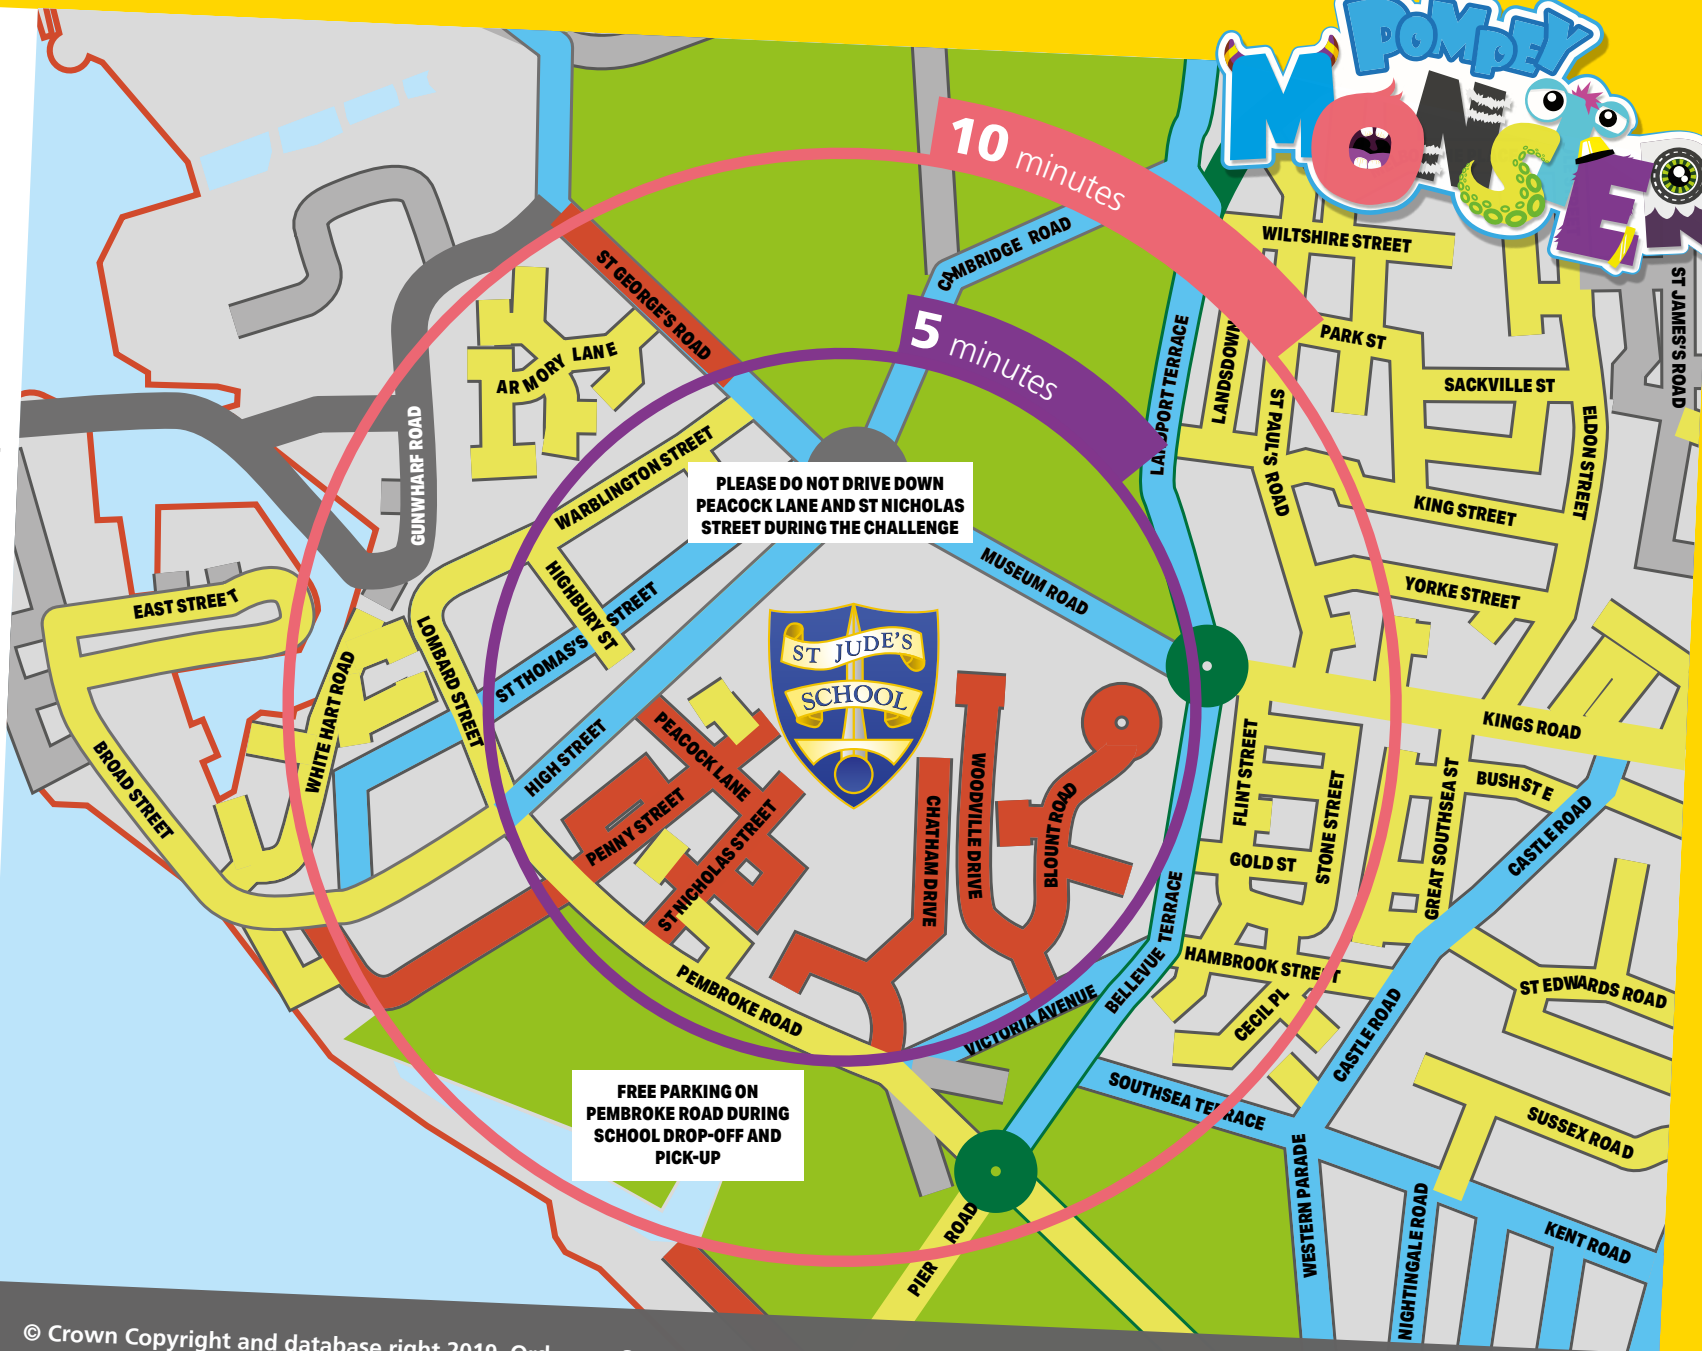 POMPEY
MONSTER
10 minutes
5 minutes
WILTSHIRE STREET
CAMBRIDGE ROAD
ST GEORGE'S ROAD
ST JAMES'S ROAD
PARK ST
LANDPORT TERRACE
LANDSDOWN
ARMORY LANE
SACKVILLE ST
ST PAUL'S ROAD
ELDON STREET
GUNWHARF ROAD
WARBLINGTON STREET
PLEASE DO NOT DRIVE DOWN
PEACOCK LANE AND ST NICHOLAS
STREET DURING THE CHALLENGE
KING STREET
MUSEUM ROAD
HIGHBURY ST
YORKE STREET
EAST STREET
ST THOMAS'S STREET
LOMBARD STREET
ST JUDE'S
SCHOOL
WHITE HART ROAD
KINGS ROAD
BROAD STREET
HIGH STREET
PEACOCK LANE
WOODVILLE DRIVE
FLINT STREET
BUSH ST E
PENNY STREET
ST NICHOLAS STREET
CHATHAM DRIVE
BLOUNT ROAD
STONE STREET
GREAT SOUTHSEA ST
CASTLE ROAD
GOLD ST
BELLEVUE TERRACE
HAMBROOK STREET
PEMBROKE ROAD
VICTORIA AVENUE
CECIL PL
CASTLE ROAD
ST EDWARDS ROAD
FREE PARKING ON
PEMBROKE ROAD DURING
SCHOOL DROP-OFF AND
PICK-UP
SOUTHSEA TERRACE
SUSSEX ROAD
WESTERN PARADE
NIGHTINGALE ROAD
KENT ROAD
PIER ROAD
© Crown Copyright and database right 2019.